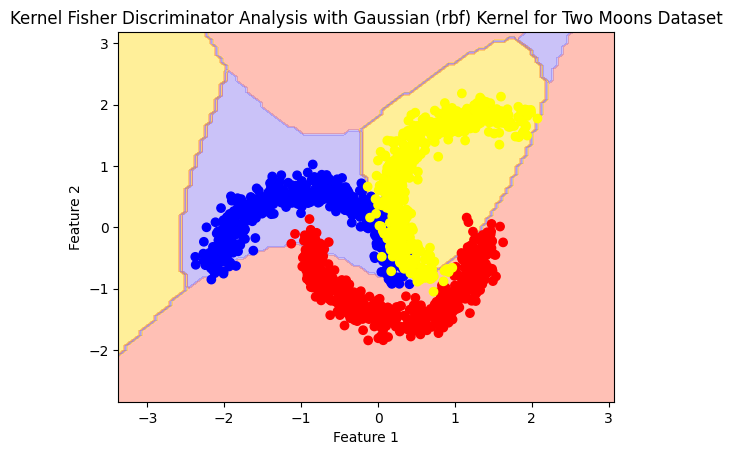 Kernel Fisher Discriminator Analysis with Gaussian (rbf) Kernel for Two Moons Dataset
3
2
1
0
−1
−2
Feature 2
−3 −2 −1 0 1 2 3
Feature 1